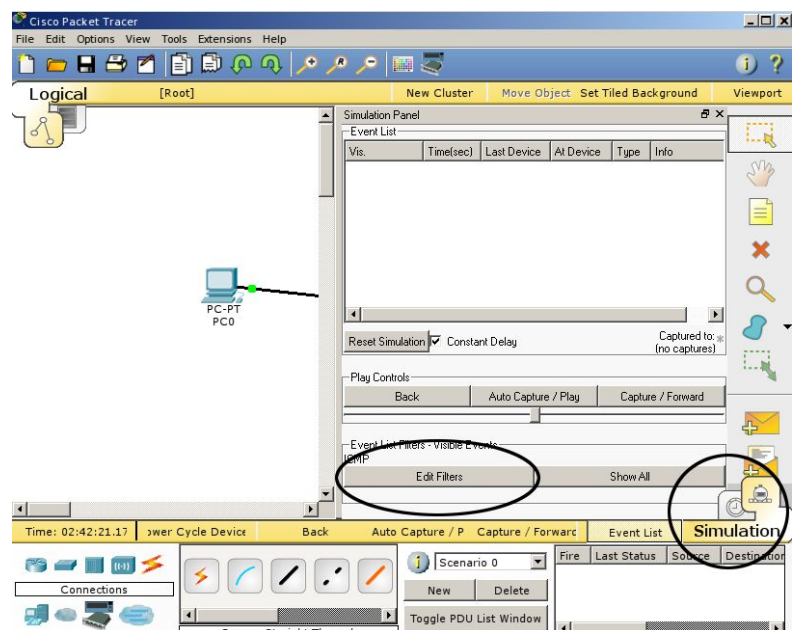 Cisco Packet Tracer
File Edit Options View Tools Extensions Help
Logical [Root] New Cluster Move Object Set Tiled Background Viewport
Simulation Panel
Event List
Vis. Time(sec) Last Device At Device Type Info
PC-PT
PC0
Reset Simulation Constant Delay Captured to: *
(no captures)
Play Controls
Back Auto Capture / Play Capture / Forward
Event List Filters - Visible Events
ICMP
Edit Filters Show All
Time: 02:42:21.17 ower Cycle Device Back Auto Capture / P Capture / Forward Event List Simulation
Scenario 0 Fire Last Status Source Destination
Connections
New Delete
Toggle PDU List Window